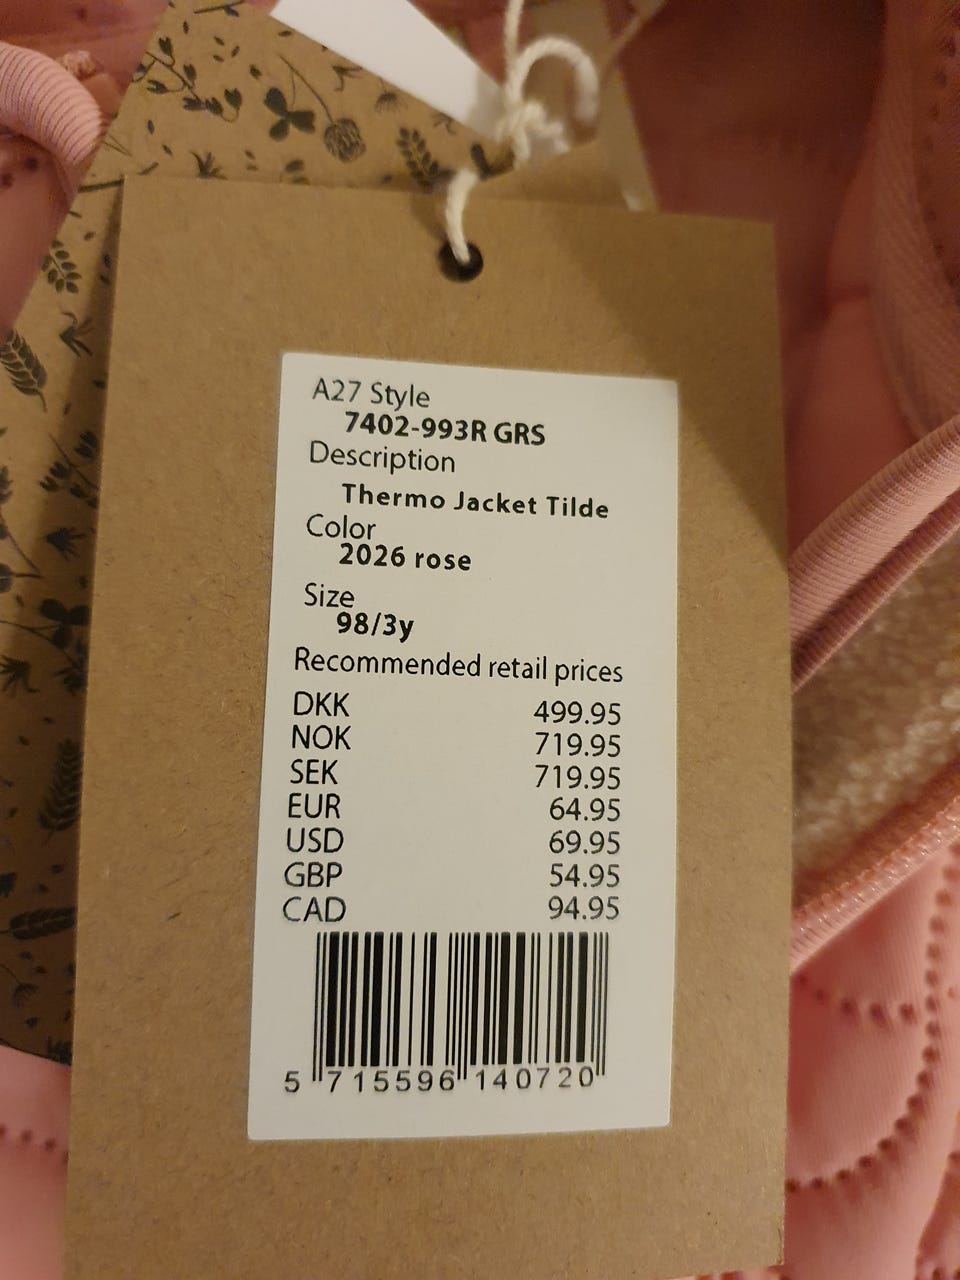 A27 Style
7402-993R GRS
Description
Thermo Jacket Tilde
Color
2026 rose
Size
98/3y
Recommended retail prices
DKK 499.95
NOK 719.95
SEK 719.95
EUR 64.95
USD 69.95
GBP 54.95
CAD 94.95
5 715596 140720